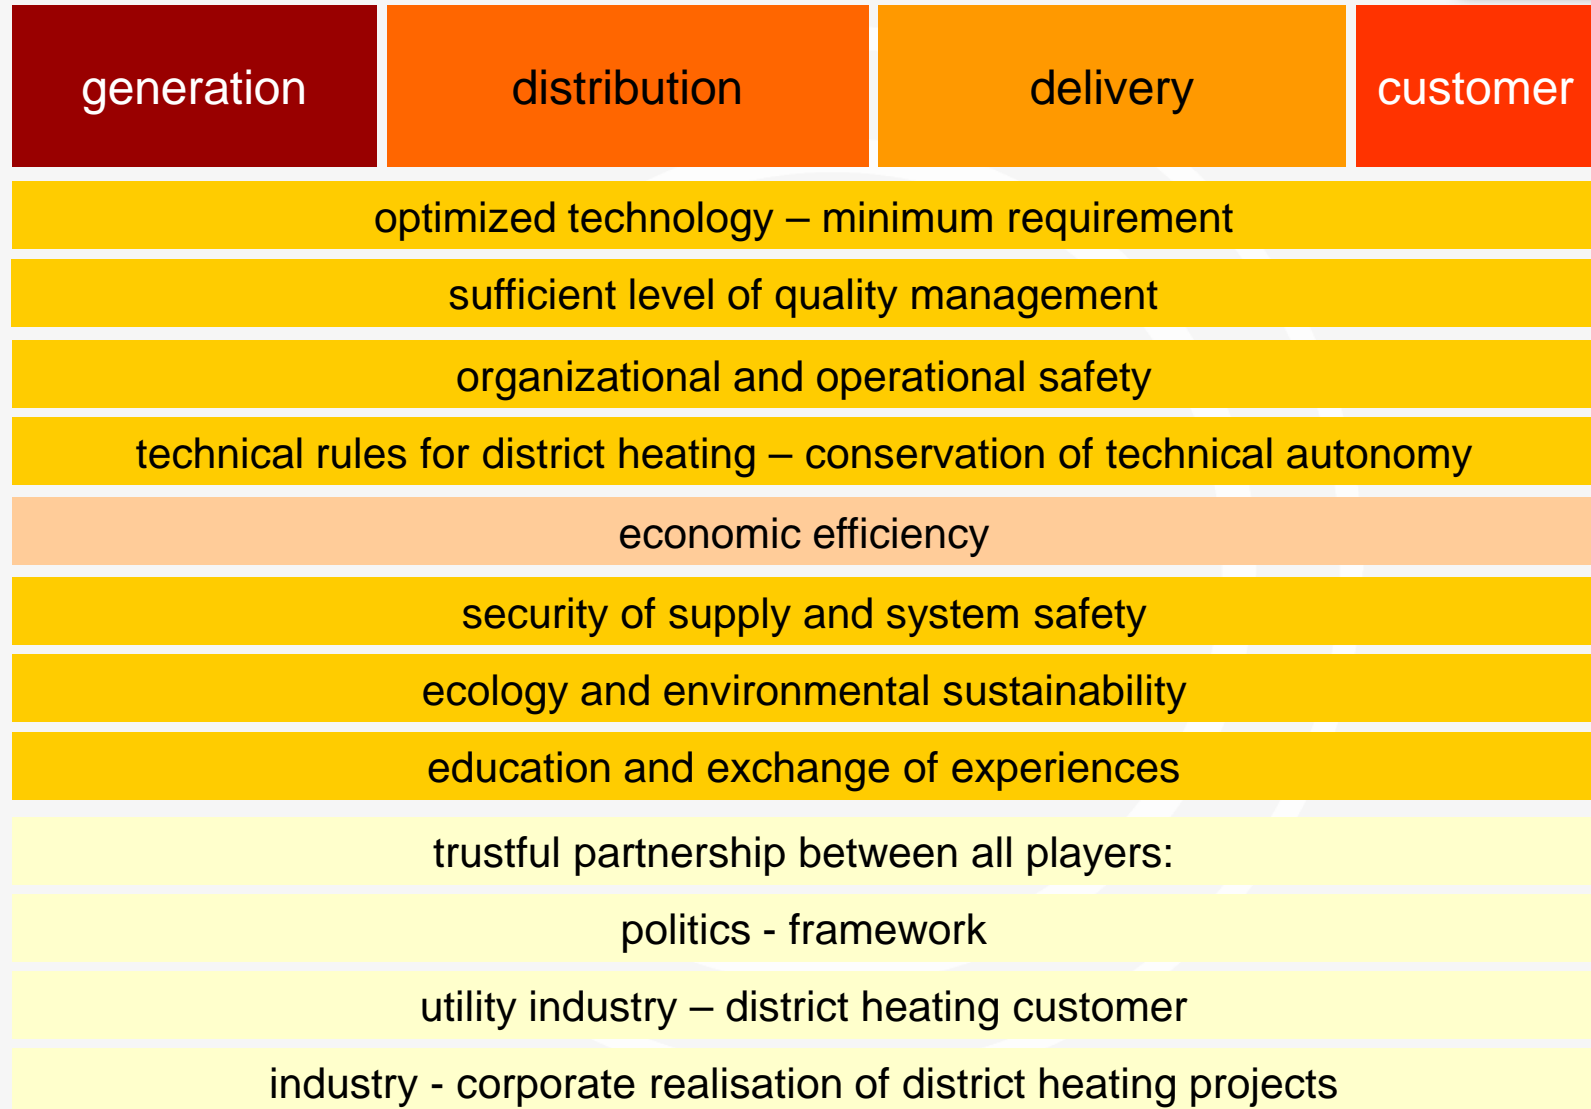 generation
distribution
delivery
customer
optimized technology – minimum requirement
sufficient level of quality management
organizational and operational safety
technical rules for district heating – conservation of technical autonomy
economic efficiency
security of supply and system safety
ecology and environmental sustainability
education and exchange of experiences
trustful partnership between all players:
politics - framework
utility industry – district heating customer
industry - corporate realisation of district heating projects